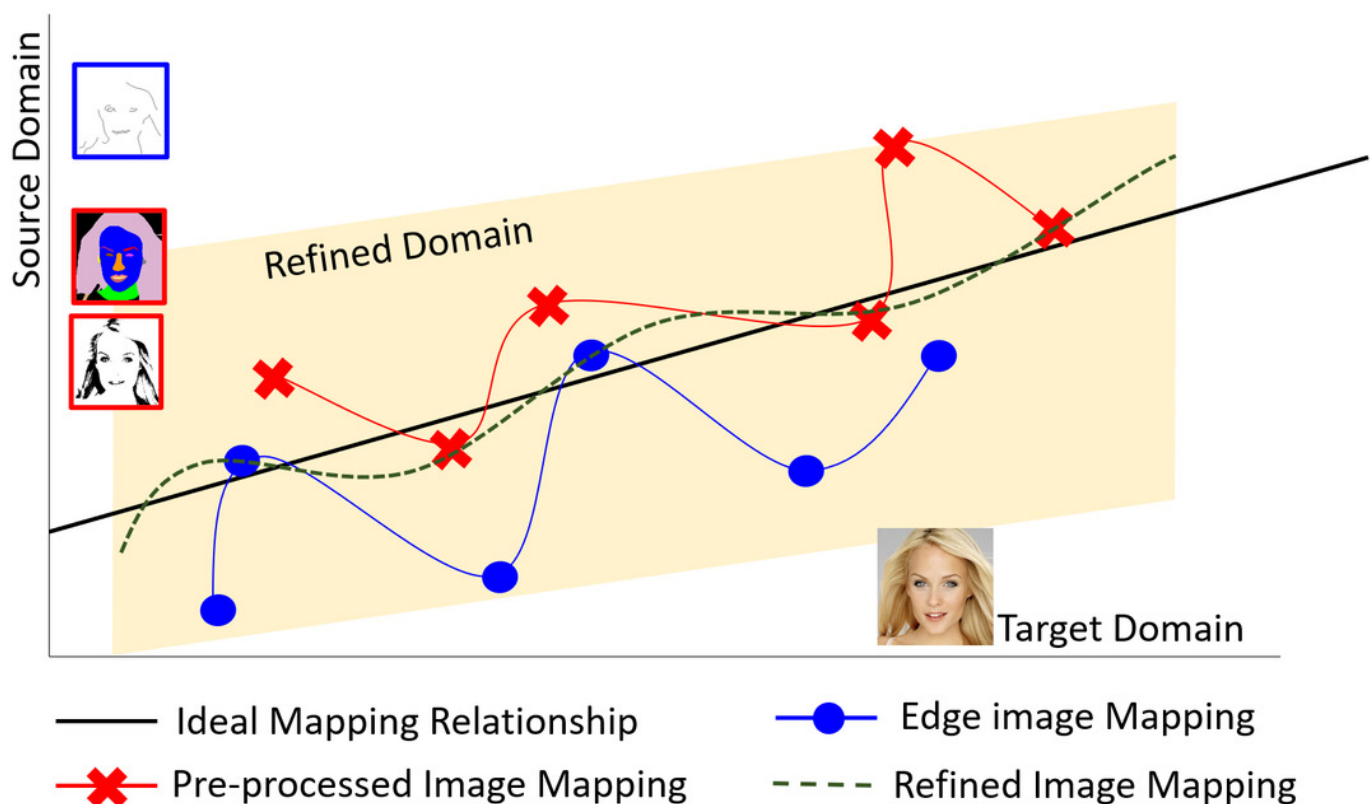 Source Domain
Refined Domain
Target Domain
Ideal Mapping Relationship
Edge image Mapping
Pre-processed Image Mapping
Refined Image Mapping